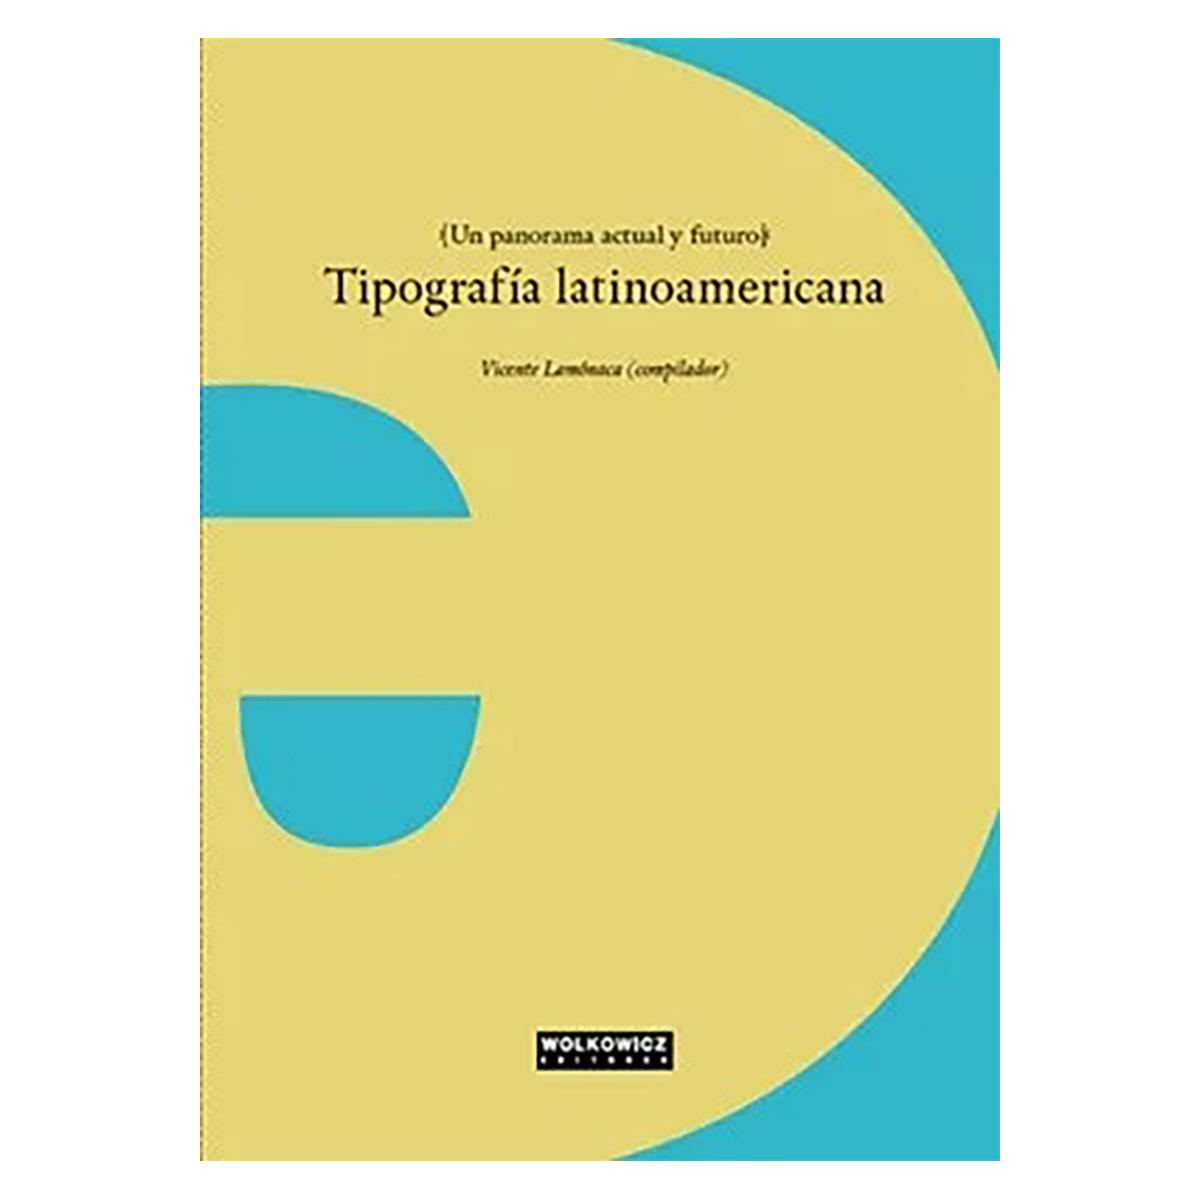 {Un panorama actual y futuro}
Tipografía latinoamericana
Vicente Lamónaca (compilador)
WOLKOWICZ
EDITORES